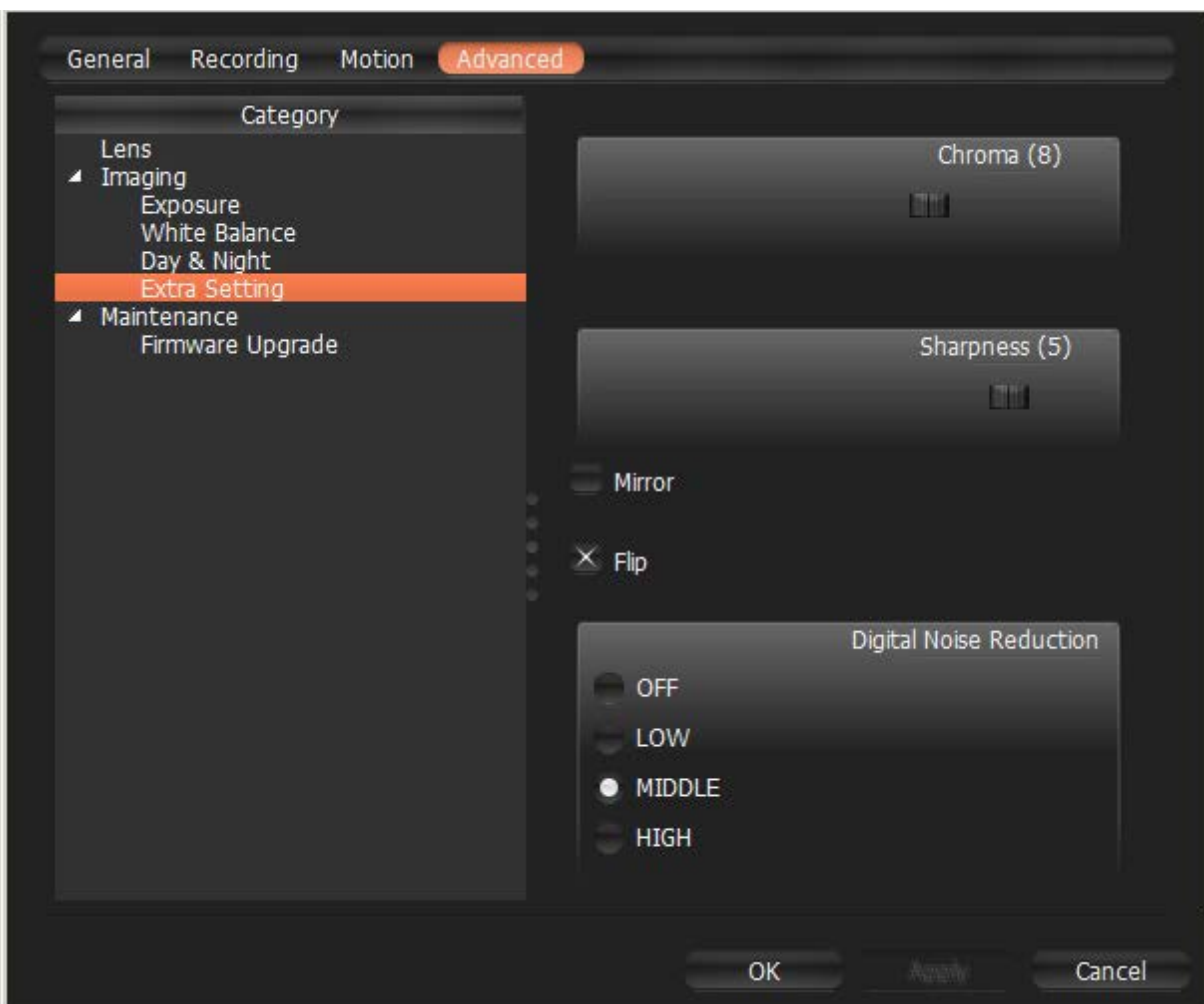 General Recording Motion Advanced
Category
Lens
Imaging
Exposure
White Balance
Day & Night
Extra Setting
Maintenance
Firmware Upgrade
Chroma (8)
Sharpness (5)
Mirror
Flip
Digital Noise Reduction
OFF
LOW
MIDDLE
HIGH
OK Apply Cancel